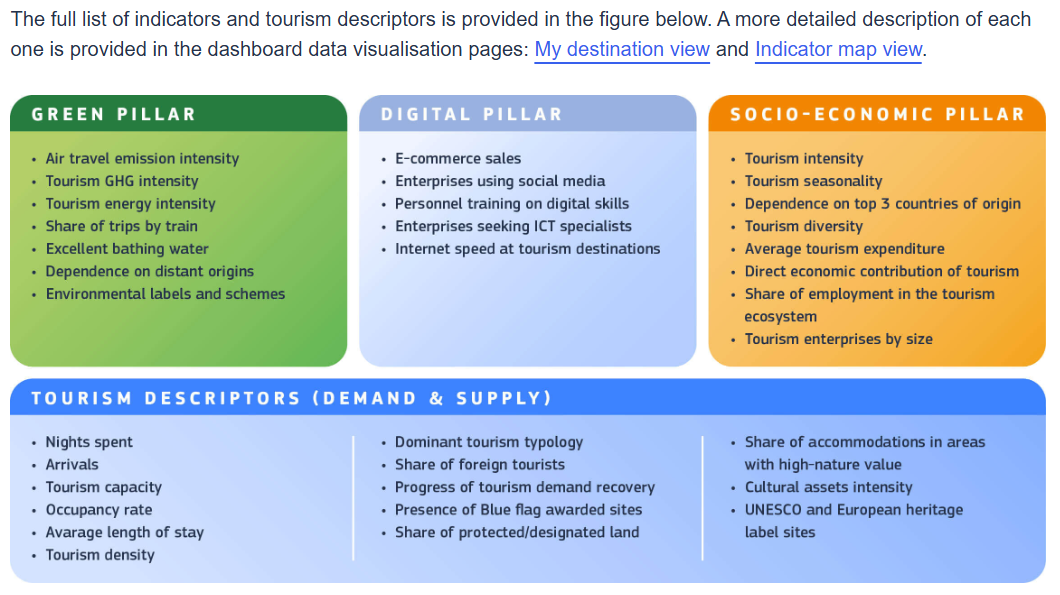 The full list of indicators and tourism descriptors is provided in the figure below. A more detailed description of each
one is provided in the dashboard data visualisation pages: My destination view and Indicator map view.
GREEN PILLAR
• Air travel emission intensity
• Tourism GHG intensity
• Tourism energy intensity
• Share of trips by train
• Excellent bathing water
• Dependence on distant origins
• Environmental labels and schemes
DIGITAL PILLAR
• E-commerce sales
• Enterprises using social media
• Personnel training on digital skills
• Enterprises seeking ICT specialists
• Internet speed at tourism destinations
SOCIO-ECONOMIC PILLAR
• Tourism intensity
• Tourism seasonality
• Dependence on top 3 countries of origin
• Tourism diversity
• Average tourism expenditure
• Direct economic contribution of tourism
• Share of employment in the tourism
ecosystem
• Tourism enterprises by size
TOURISM DESCRIPTORS (DEMAND & SUPPLY)
• Nights spent
• Arrivals
• Tourism capacity
• Occupancy rate
• Avarage length of stay
• Tourism density
• Dominant tourism typology
• Share of foreign tourists
• Progress of tourism demand recovery
• Presence of Blue flag awarded sites
• Share of protected/designated land
• Share of accommodations in areas
with high-nature value
• Cultural assets intensity
• UNESCO and European heritage
label sites